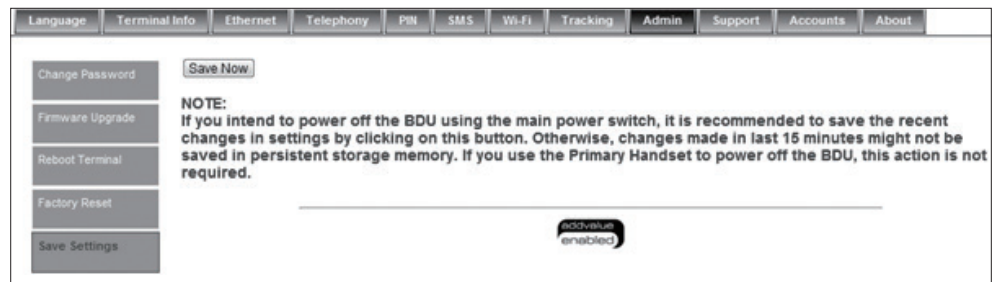 Language Terminal Info Ethernet Telephony PIN SMS Wi-Fi Tracking Admin Support Accounts About
Change Password
Firmware Upgrade
Reboot Terminal
Factory Reset
Save Settings
Save Now
NOTE:
If you intend to power off the BDU using the main power switch, it is recommended to save the recent
changes in settings by clicking on this button. Otherwise, changes made in last 15 minutes might not be
saved in persistent storage memory. If you use the Primary Handset to power off the BDU, this action is not
required.
addvalue
enabled